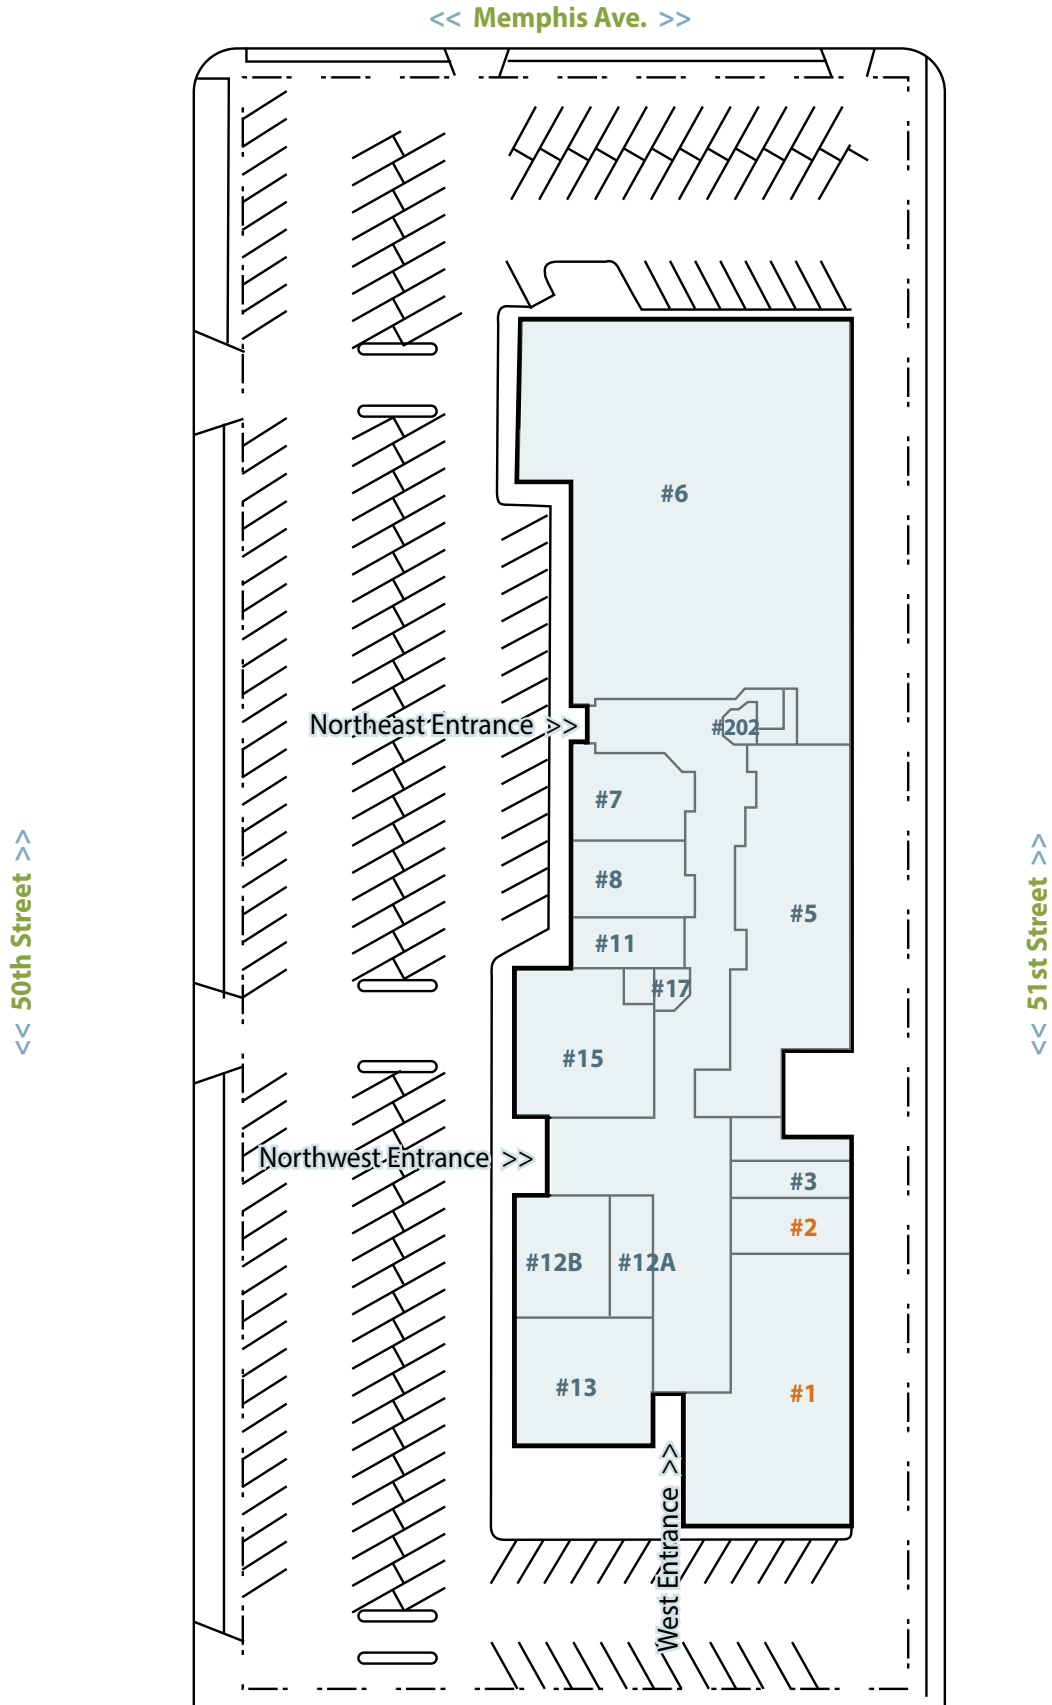 << Memphis Ave. >>
#6
Northeast Entrance >>
#202
#7
#8
#5
<< 50th Street >>
<< 51st Street >>
#11
#17
#15
Northwest Entrance >>
#3
#2
#12B
#12A
#13
#1
West Entrance >>